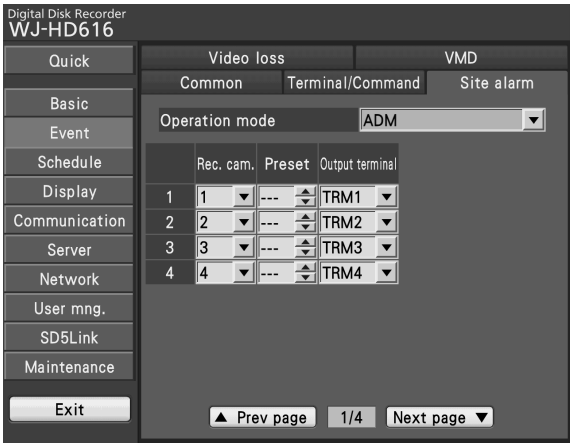 Digital Disk Recorder
WJ-HD616
Quick
Basic
Event
Schedule
Display
Communication
Server
Network
User mng.
SD5Link
Maintenance
Exit
Video loss VMD
Common Terminal/Command Site alarm
Operation mode ADM
Rec. cam. Preset Output terminal
1 1 --- TRM1
2 2 --- TRM2
3 3 --- TRM3
4 4 --- TRM4
Prev page 1/4 Next page